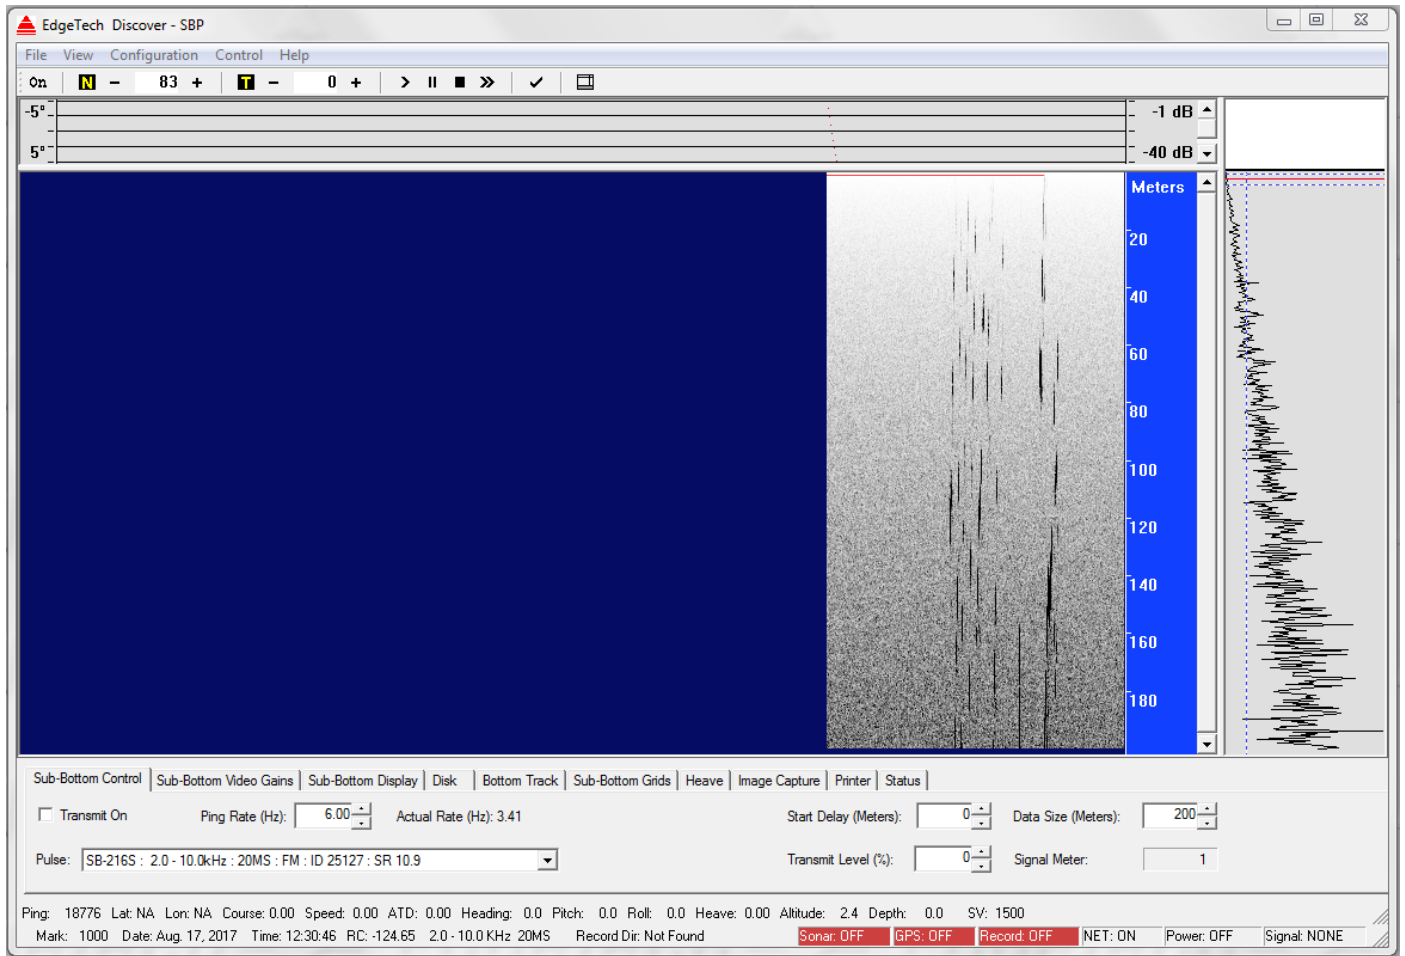 EdgeTech Discover - SBP
File View Configuration Control Help
On N - 83 + T - 0 +
-5° -1 dB
5° -40 dB
Meters
20
40
60
80
100
120
140
160
180
Sub-Bottom Control Sub-Bottom Video Gains Sub-Bottom Display Disk Bottom Track Sub-Bottom Grids Heave Image Capture Printer Status
Transmit On Ping Rate (Hz): 6.00 Actual Rate (Hz): 3.41 Start Delay (Meters): 0 Data Size (Meters): 200
Pulse: SB-216S : 2.0 - 10.0kHz : 20MS : FM : ID 25127 : SR 10.9 Transmit Level (%): 0 Signal Meter: 1
Ping: 18776 Lat: NA Lon: NA Course: 0.00 Speed: 0.00 ATD: 0.00 Heading: 0.0 Pitch: 0.0 Roll: 0.0 Heave: 0.00 Altitude: 2.4 Depth: 0.0 SV: 1500
Mark: 1000 Date: Aug. 17, 2017 Time: 12:30:46 RC: -124.65 2.0 - 10.0 KHz 20MS Record Dir: Not Found Sonar: OFF GPS: OFF Record: OFF NET: ON Power: OFF Signal: NONE